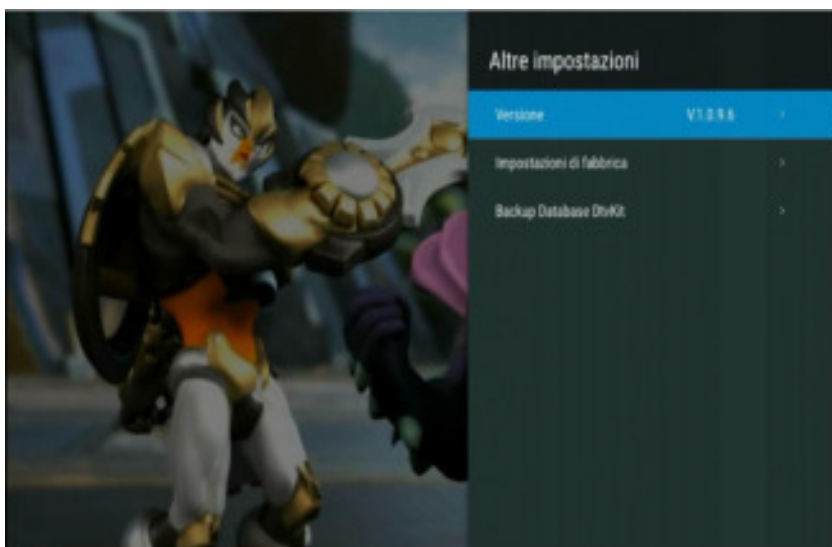 Altre impostazioni
Versione V1.0.9.6 >
Impostazioni di fabbrica >
Backup Database DtvKit >